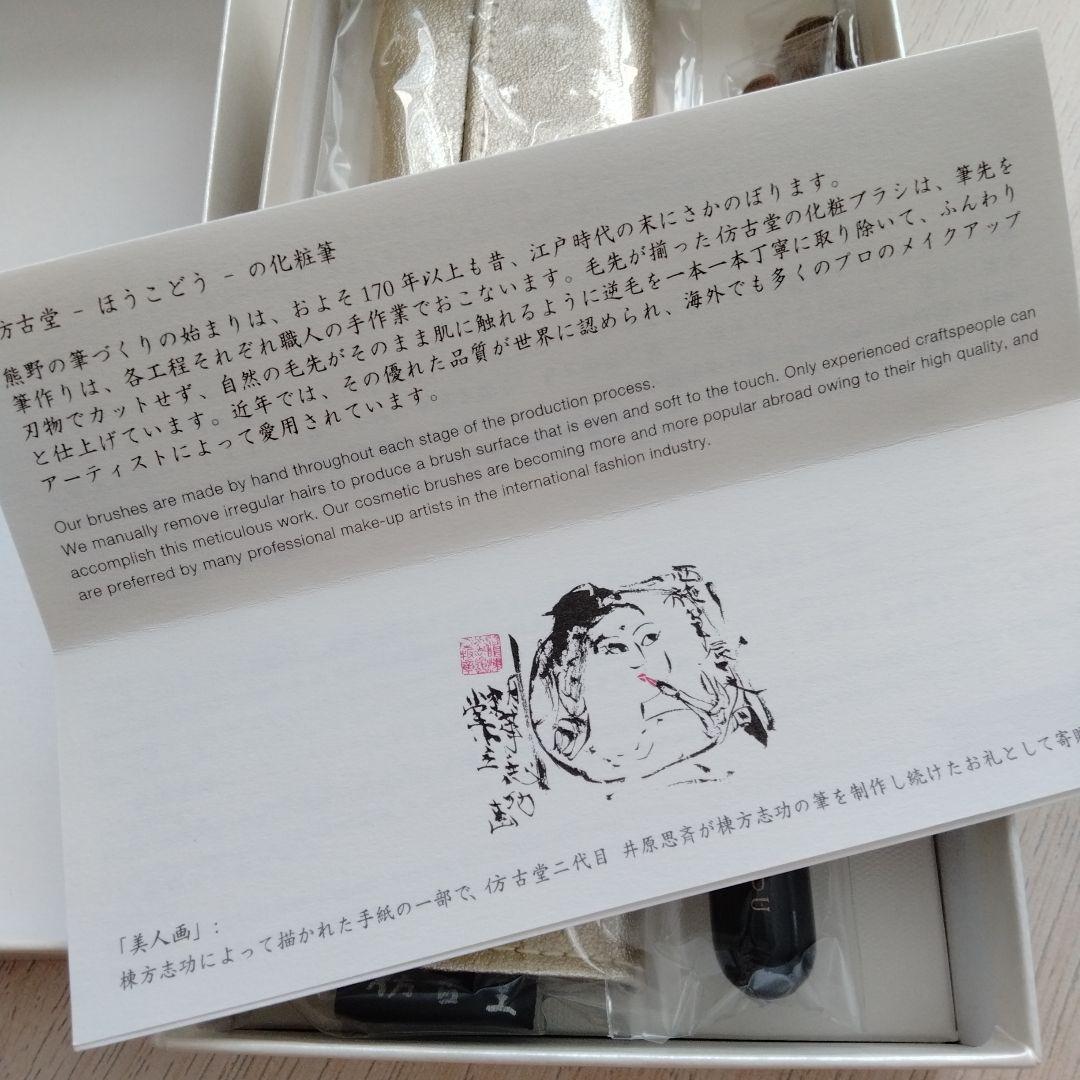 仿古堂 - ほうこどう - の化粧筆
熊野の筆づくりの始まりは、およそ170年以上も昔、江戸時代の末にさかのぼります。
筆作りは、各工程それぞれ職人の手作業でおこないます。毛先が揃った仿古堂の化粧ブラシは、筆先を
刃物でカットせず、自然の毛先がそのまま肌に触れるように逆毛を一本一本丁寧に取り除いて、ふんわり
と仕上げています。近年では、その優れた品質が世界に認められ、海外でも多くのプロのメイクアップ
アーティストによって愛用されています。
Our brushes are made by hand throughout each stage of the production process.
We manually remove irregular hairs to produce a brush surface that is even and soft to the touch. Only experienced craftspeople can
accomplish this meticulous work. Our cosmetic brushes are becoming more and more popular abroad owing to their high quality, and
are preferred by many professional make-up artists in the international fashion industry.
「美人画」:
棟方志功によって描かれた手紙の一部で、仿古堂二代目 井原思斉が棟方志功の筆を制作し続けたお礼として寄贈
仿古堂